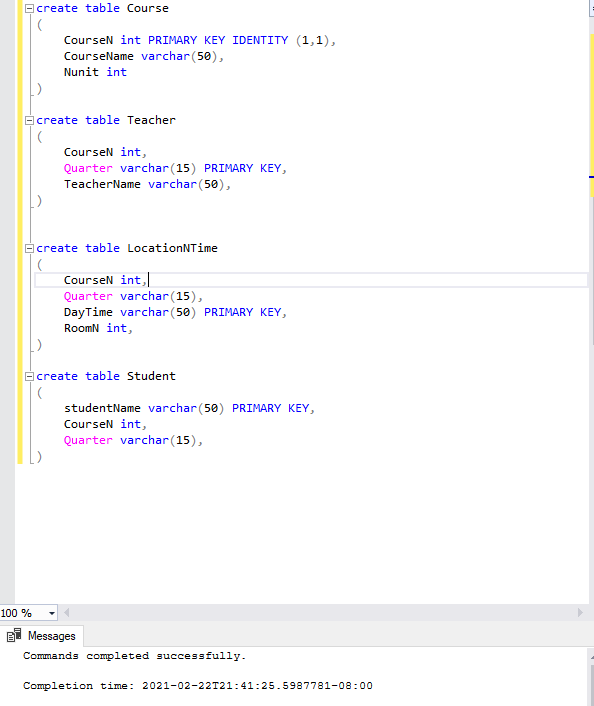 create table Course
(
CourseN int PRIMARY KEY IDENTITY (1,1),
CourseName varchar(50),
Nunit int
)
create table Teacher
(
CourseN int,
Quarter varchar(15) PRIMARY KEY,
TeacherName varchar(50),
)
create table LocationNTime
(
CourseN int,
Quarter varchar(15),
DayTime varchar(50) PRIMARY KEY,
RoomN int,
)
create table Student
(
studentName varchar(50) PRIMARY KEY,
CourseN int,
Quarter varchar(15),
)
100 %
Messages
Commands completed successfully.
Completion time: 2021-02-22T21:41:25.5987781-08:00